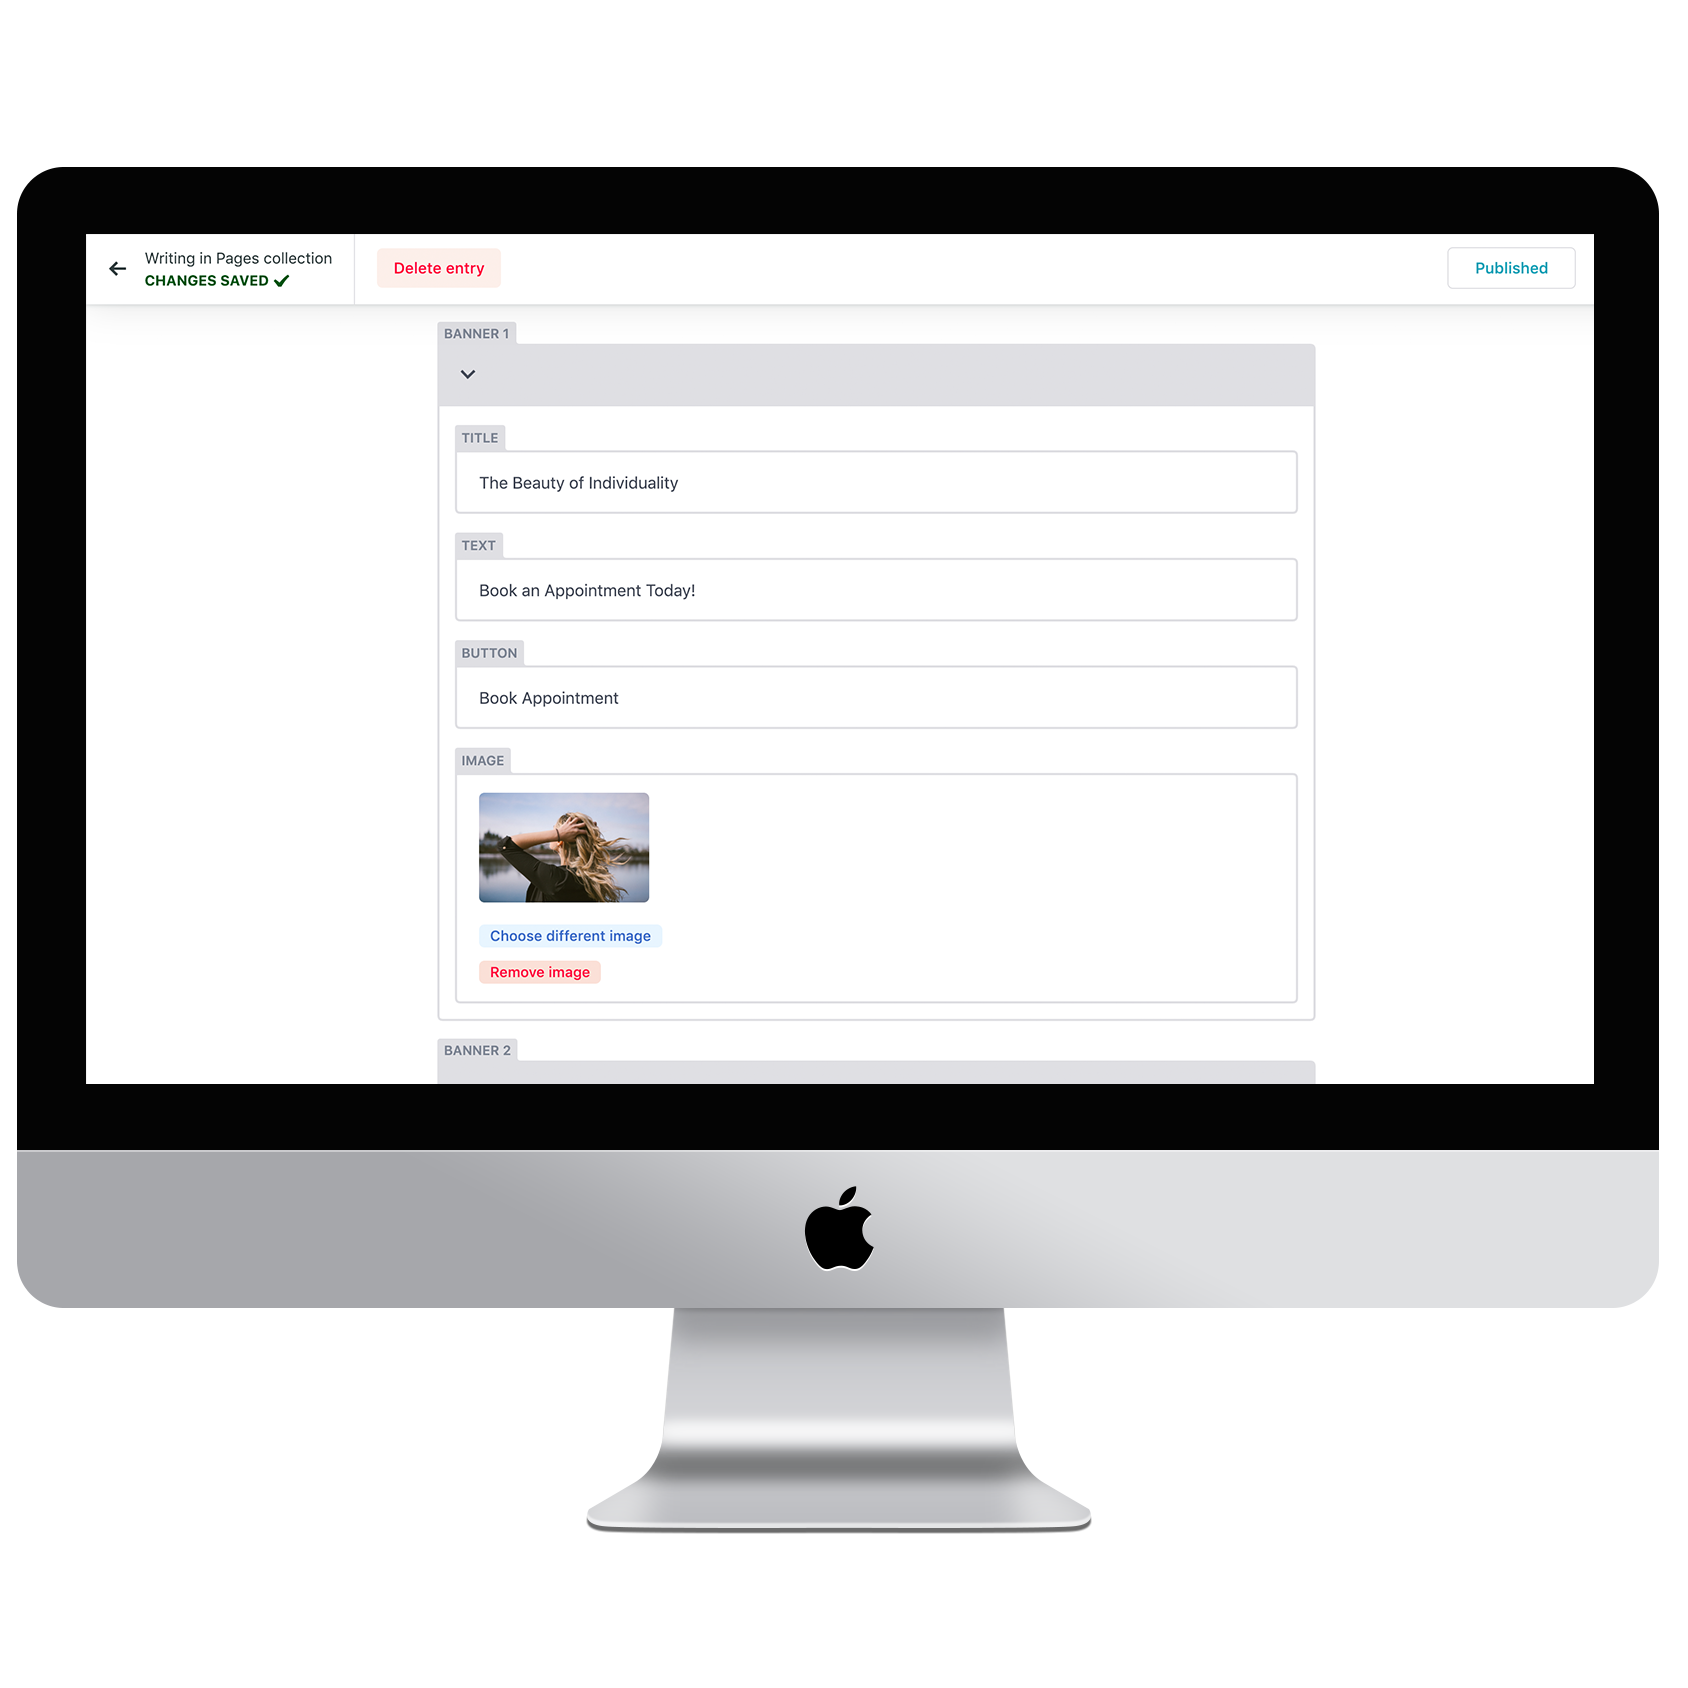 Writing in Pages collection
CHANGES SAVED
Delete entry
Published
BANNER 1
TITLE
The Beauty of Individuality
TEXT
Book an Appointment Today!
BUTTON
Book Appointment
IMAGE
Choose different image
Remove image
BANNER 2